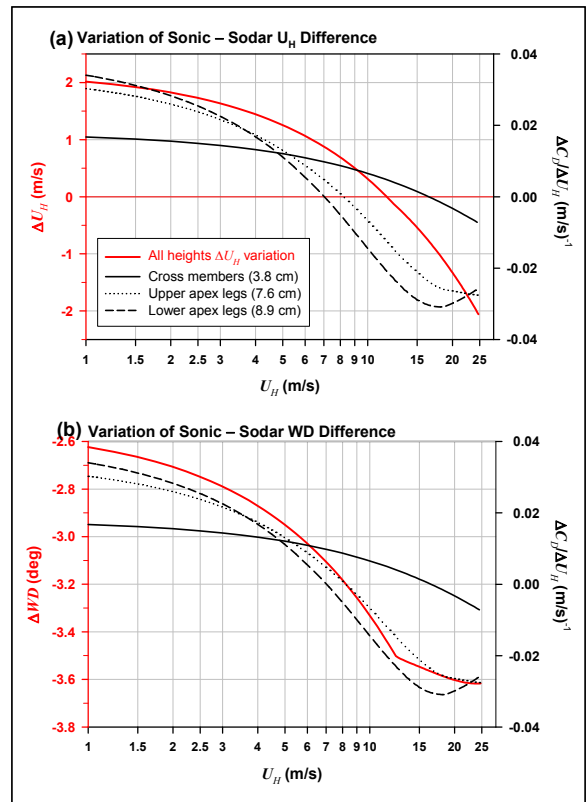 (a) Variation of Sonic – Sodar U_H Difference
2
1
0
-1
-2
ΔU_H (m/s)
0.04
0.02
0.00
-0.02
-0.04
ΔC_D/ΔU_H (m/s)⁻¹
All heights ΔU_H variation
Cross members (3.8 cm)
Upper apex legs (7.6 cm)
Lower apex legs (8.9 cm)
1 1.5 2 2.5 3 4 5 6 7 8 9 10 15 20 25
U_H (m/s)
(b) Variation of Sonic – Sodar WD Difference
-2.6
-2.8
-3.0
-3.2
-3.4
-3.6
-3.8
ΔWD (deg)
0.04
0.02
0.00
-0.02
-0.04
ΔC_D/ΔU_H (m/s)⁻¹
1 1.5 2 2.5 3 4 5 6 7 8 9 10 15 20 25
U_H (m/s)